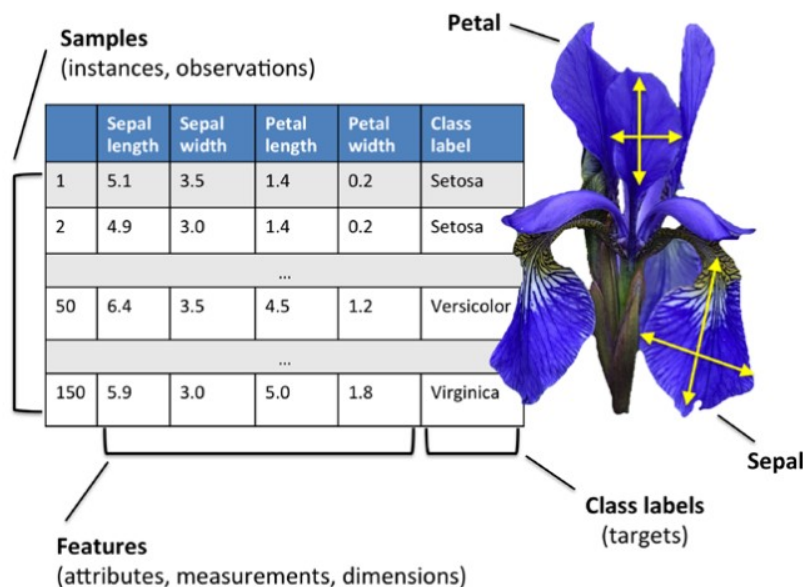 Samples
(instances, observations)
Petal
Sepal length Sepal width Petal length Petal width Class label
1 5.1 3.5 1.4 0.2 Setosa
2 4.9 3.0 1.4 0.2 Setosa
...
50 6.4 3.5 4.5 1.2 Versicolor
...
150 5.9 3.0 5.0 1.8 Virginica
Sepal
Class labels
(targets)
Features
(attributes, measurements, dimensions)